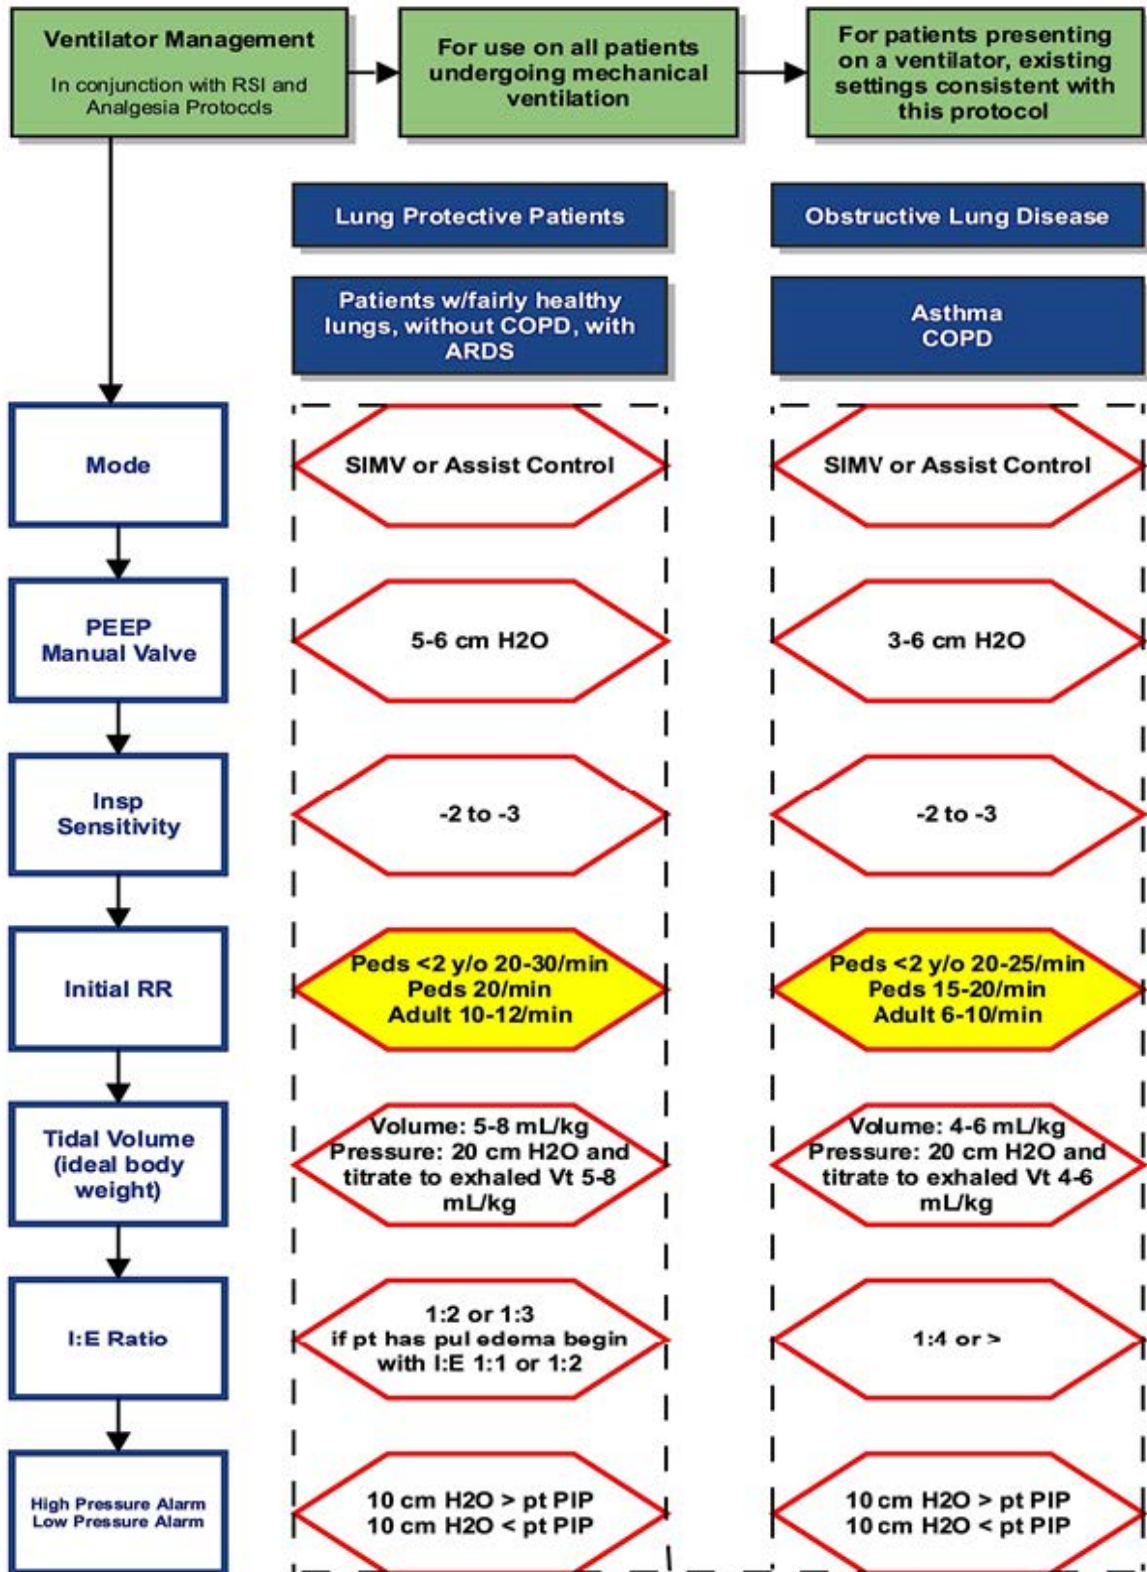 Ventilator Management
In conjunction with RSI and
Analgesia Protocols
For use on all patients
undergoing mechanical
ventilation
For patients presenting
on a ventilator, existing
settings consistent with
this protocol
Lung Protective Patients
Obstructive Lung Disease
Patients w/fairly healthy
lungs, without COPD, with
ARDS
Asthma
COPD
Mode
SIMV or Assist Control
SIMV or Assist Control
PEEP
Manual Valve
5-6 cm H2O
3-6 cm H2O
Insp
Sensitivity
-2 to -3
-2 to -3
Initial RR
Peds <2 y/o 20-30/min
Peds 20/min
Adult 10-12/min
Peds <2 y/o 20-25/min
Peds 15-20/min
Adult 6-10/min
Tidal Volume
(ideal body
weight)
Volume: 5-8 mL/kg
Pressure: 20 cm H2O and
titrate to exhaled Vt 5-8
mL/kg
Volume: 4-6 mL/kg
Pressure: 20 cm H2O and
titrate to exhaled Vt 4-6
mL/kg
I:E Ratio
1:2 or 1:3
if pt has pul edema begin
with I:E 1:1 or 1:2
1:4 or >
High Pressure Alarm
Low Pressure Alarm
10 cm H2O > pt PIP
10 cm H2O < pt PIP
10 cm H2O > pt PIP
10 cm H2O < pt PIP